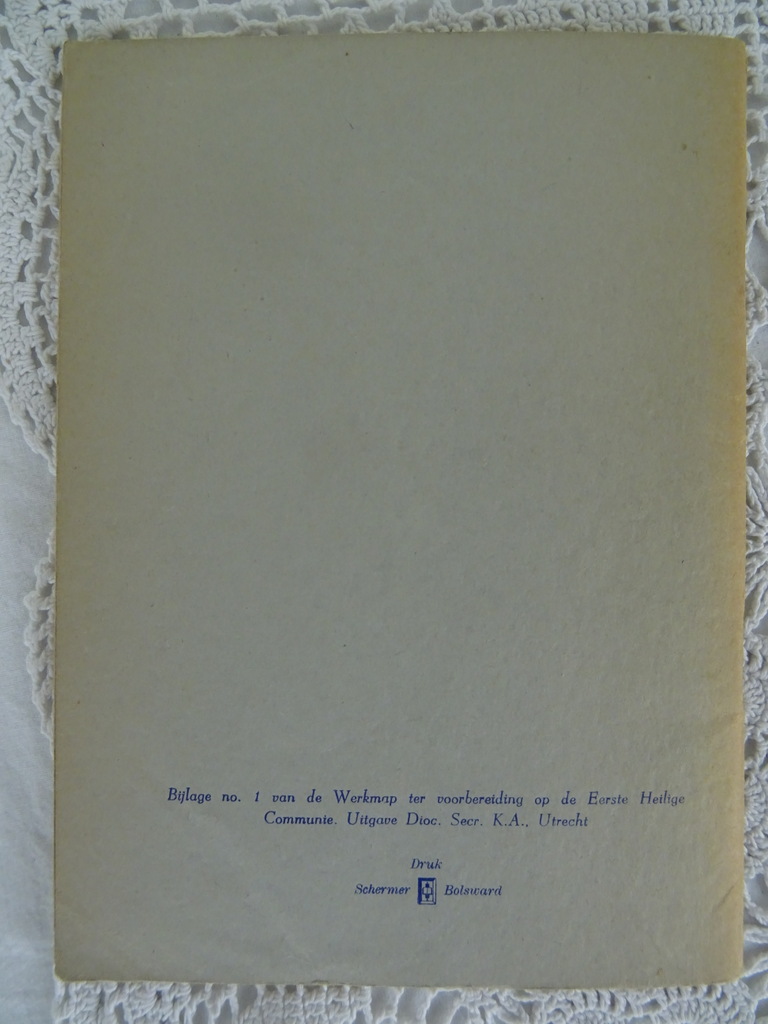 Bijlage no. 1 van de Werkmap ter voorbereiding op de Eerste Heilige
Communie. Uitgave Dioc. Secr. K.A., Utrecht
Druk
Schermer Bolsward